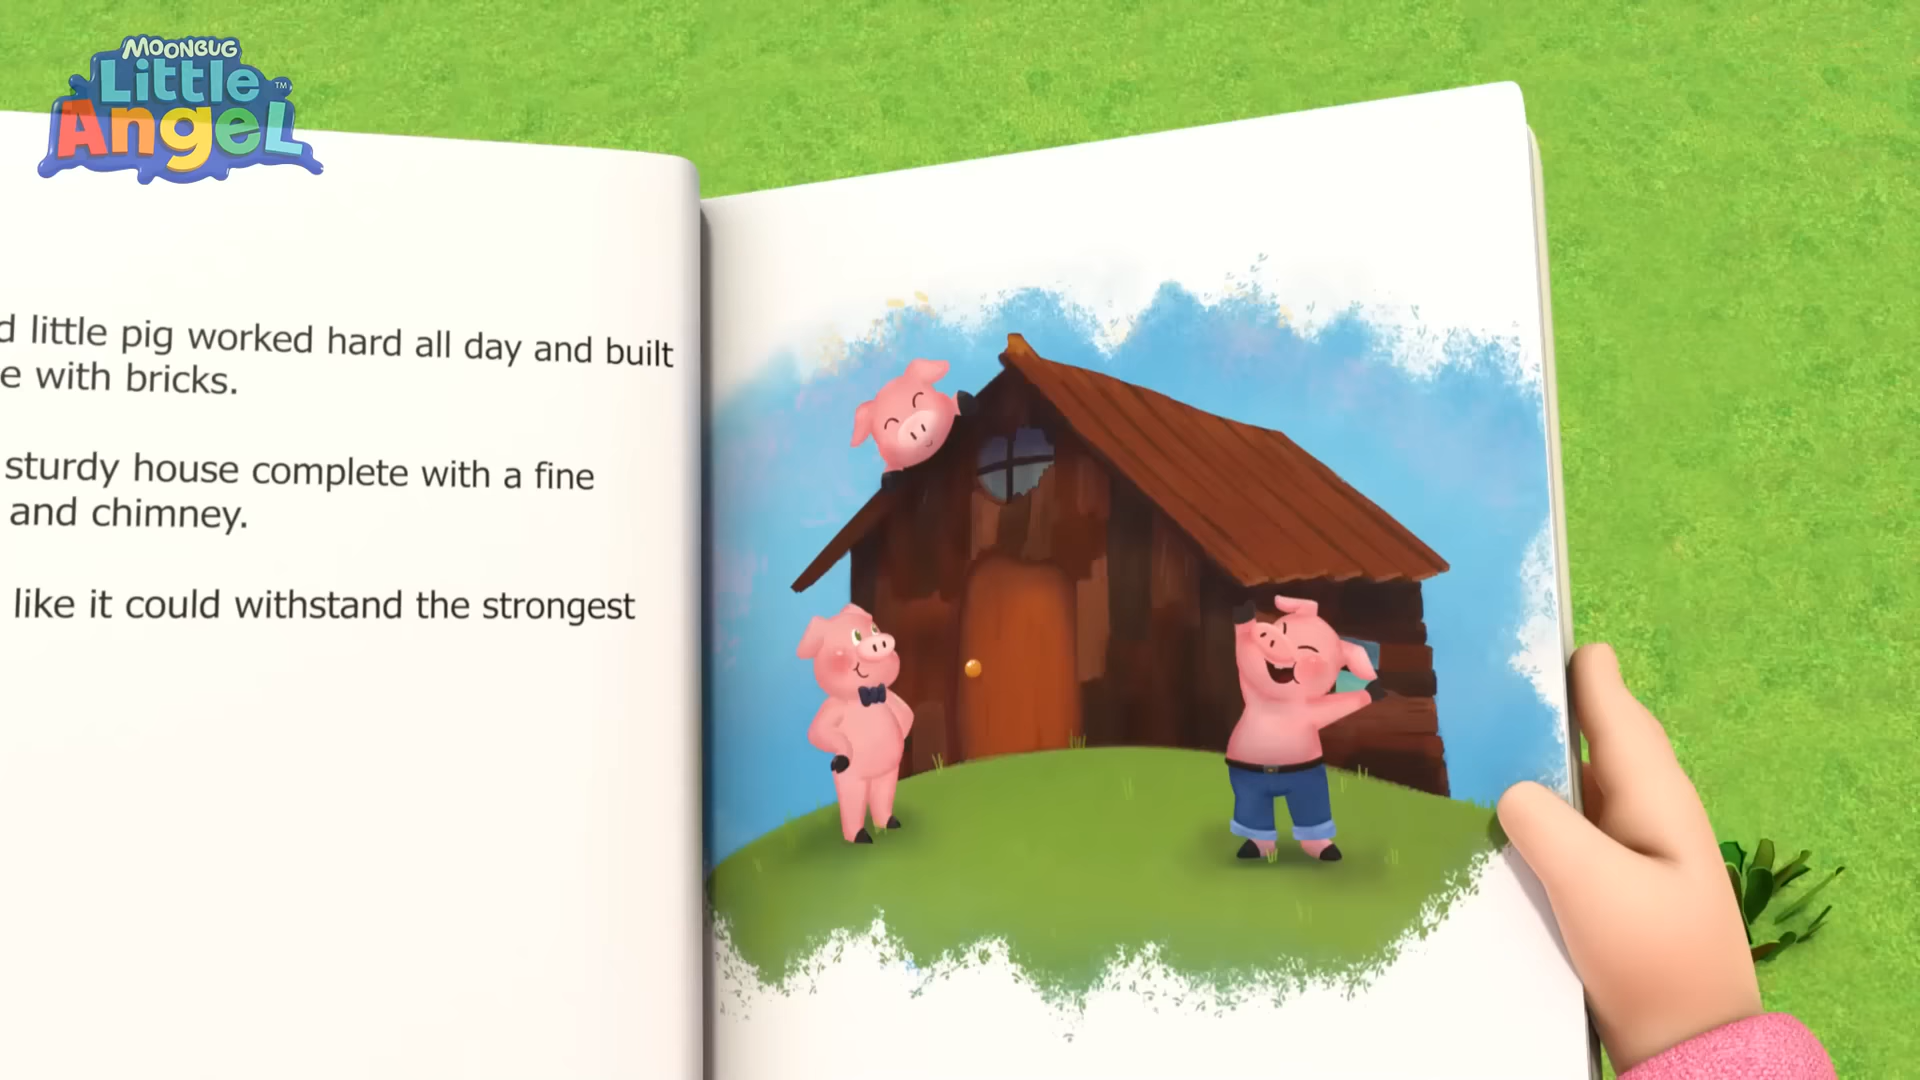 MOONBUG
Little
Angel
TM
d little pig worked hard all day and built
e with bricks.
sturdy house complete with a fine
and chimney.
like it could withstand the strongest